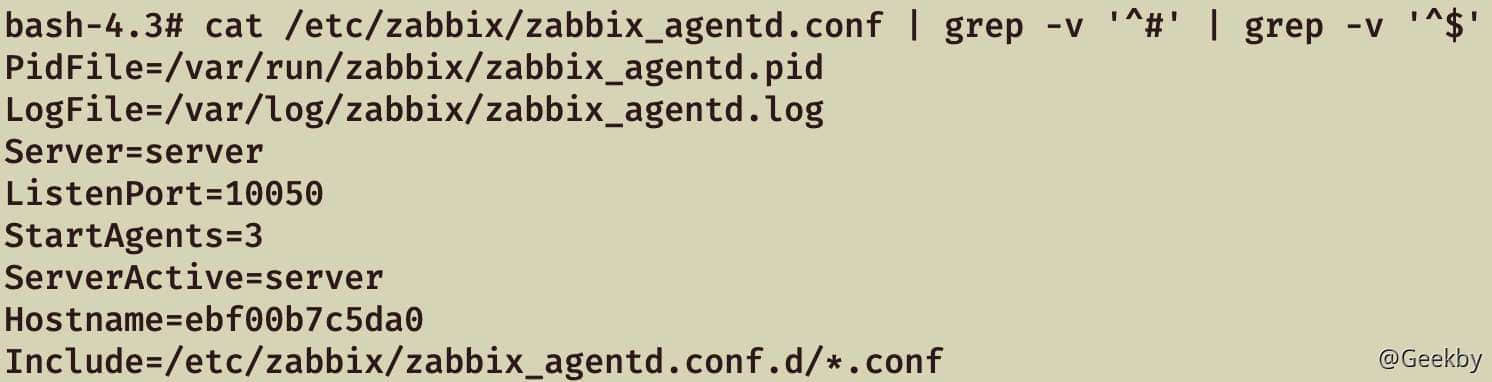 bash-4.3# cat /etc/zabbix/zabbix_agentd.conf | grep -v '^#' | grep -v '^$'
PidFile=/var/run/zabbix/zabbix_agentd.pid
LogFile=/var/log/zabbix/zabbix_agentd.log
Server=server
ListenPort=10050
StartAgents=3
ServerActive=server
Hostname=ebf00b7c5da0
Include=/etc/zabbix/zabbix_agentd.conf.d/*.conf
@Geekby